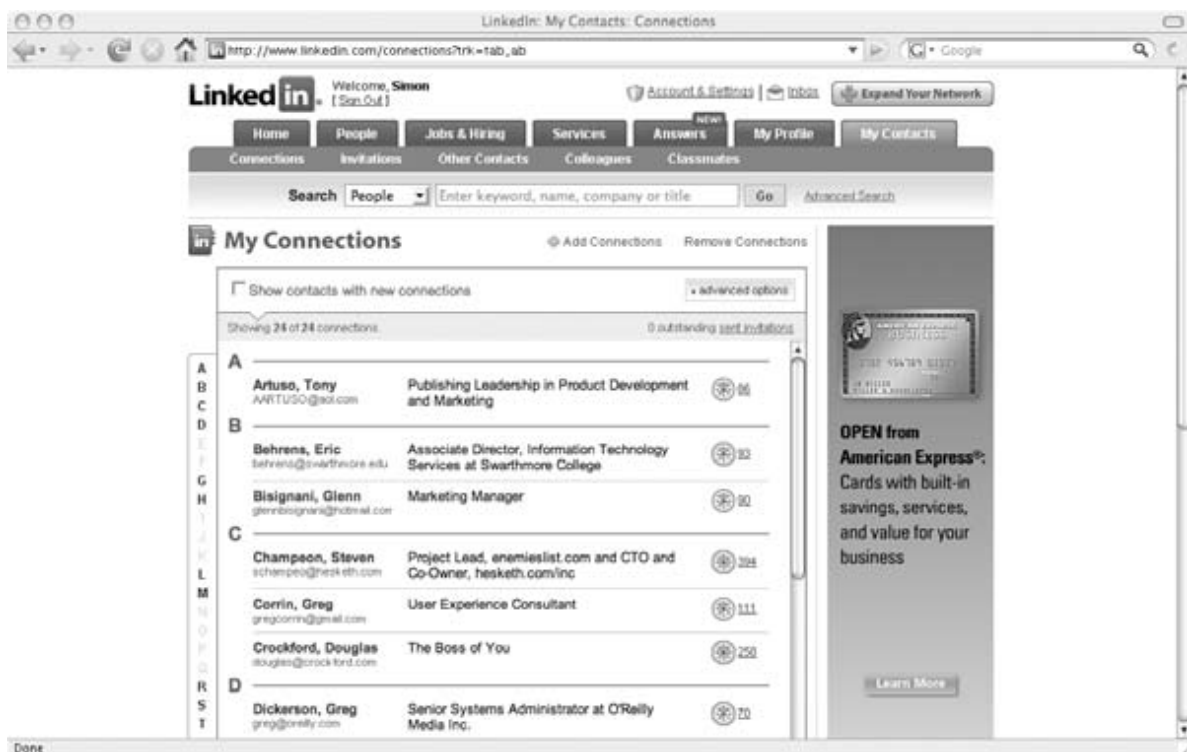 LinkedIn: My Contacts: Connections
http://www.linkedin.com/connections?trk=tab_ab
Google
Linked in
Welcome, Simon
[Sign Out]
Account & Settings | Inbox
Expand Your Network
NEW!
Home People Jobs & Hiring Services Answers My Profile My Contacts
Connections Invitations Other Contacts Colleagues Classmates
Search People Enter keyword, name, company or title Go Advanced Search
in My Connections Add Connections Remove Connections
Show contacts with new connections advanced options
Showing 24 of 24 connections. 0 outstanding sent invitations
A
B
C
D
E
F
G
H
I
J
K
L
M
N
O
P
Q
R
S
T
A
Artuso, Tony Publishing Leadership in Product Development 86
AARTUSO@aol.com and Marketing
B
Behrens, Eric Associate Director, Information Technology 93
behrens@swarthmore.edu Services at Swarthmore College
Bisignani, Glenn Marketing Manager 90
glennbisignani@hotmail.com
C
Champeon, Steven Project Lead, enemieslist.com and CTO and 394
schampeo@hesketh.com Co-Owner, hesketh.com/inc
Corrin, Greg User Experience Consultant 111
gregcorrin@gmail.com
Crockford, Douglas The Boss of You 250
douglas@crockford.com
D
Dickerson, Greg Senior Systems Administrator at O'Reilly 70
greg@oreilly.com Media Inc.
AMERICAN EXPRESS
BUSINESS
OPEN from
American Express®:
Cards with built-in
savings, services,
and value for your
business
Learn More
Done